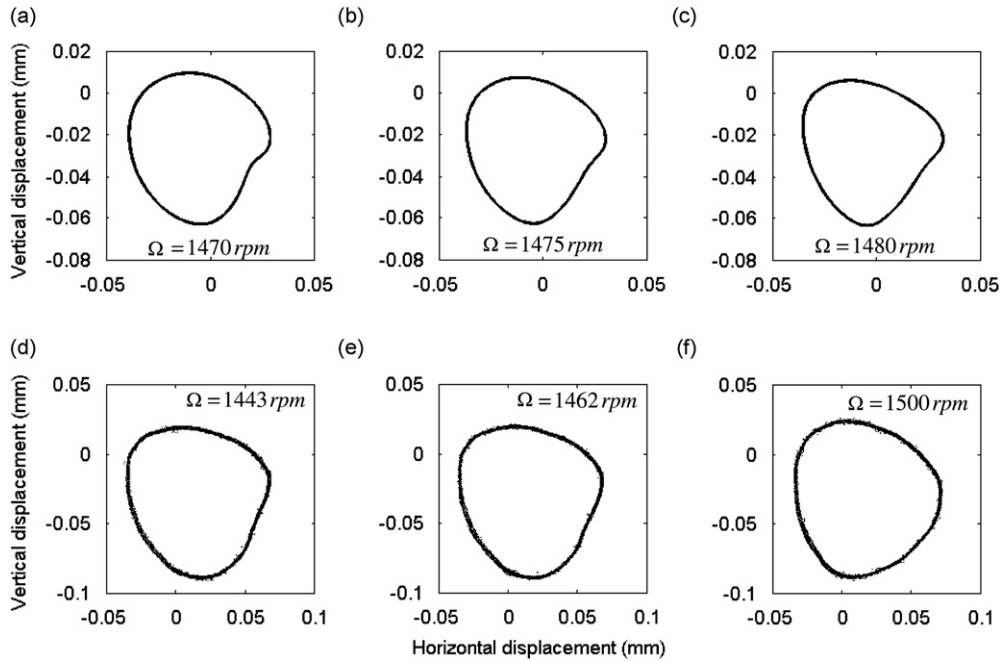 (a) (b) (c)
Vertical displacement (mm)
0.02 0.02 0.02
0 0 0
-0.02 -0.02 -0.02
-0.04 -0.04 -0.04
-0.06 -0.06 -0.06
Ω = 1470 rpm Ω = 1475 rpm Ω = 1480 rpm
-0.08 -0.08 -0.08
-0.05 0 0.05 -0.05 0 0.05 -0.05 0 0.05
(d) (e) (f)
Vertical displacement (mm)
0.05 0.05 0.05
Ω = 1443 rpm Ω = 1462 rpm Ω = 1500 rpm
0 0 0
-0.05 -0.05 -0.05
-0.1 -0.1 -0.1
-0.05 0 0.05 0.1 -0.05 0 0.05 0.1 -0.05 0 0.05 0.1
Horizontal displacement (mm)